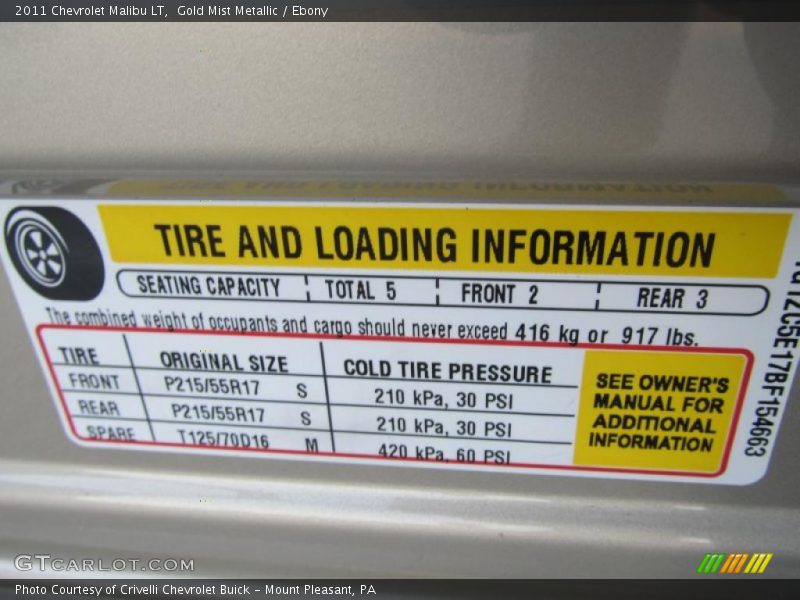 2011 Chevrolet Malibu LT, Gold Mist Metallic / Ebony
TIRE AND LOADING INFORMATION
SEATING CAPACITY TOTAL 5 FRONT 2 REAR 3
The combined weight of occupants and cargo should never exceed 416 kg or 917 lbs.
TIRE ORIGINAL SIZE COLD TIRE PRESSURE
FRONT P215/55R17 S 210 kPa, 30 PSI
REAR P215/55R17 S 210 kPa, 30 PSI
SPARE T125/70D16 M 420 kPa, 60 PSI
SEE OWNER'S
MANUAL FOR
ADDITIONAL
INFORMATION
1G1ZC5E17BF154663
GTCARLOT.COM
Photo Courtesy of Crivelli Chevrolet Buick - Mount Pleasant, PA